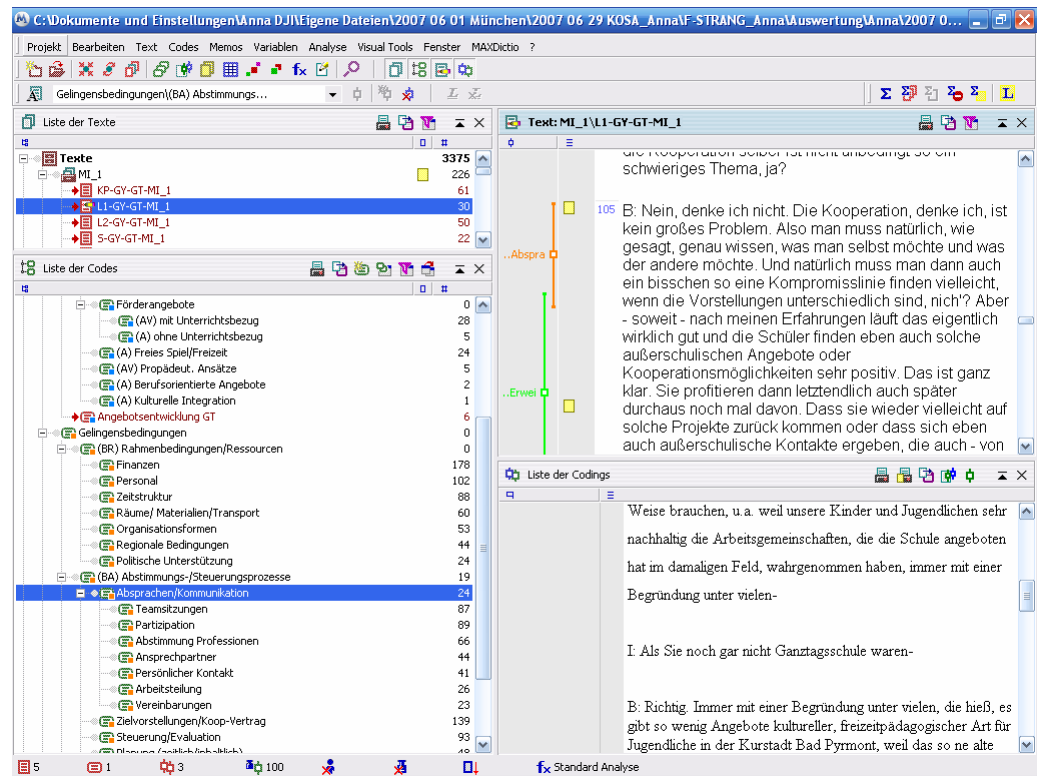 C:\Dokumente und Einstellungen\Anna DJI\Eigene Dateien\2007 06 01 München\2007 06 29 KOSA_Anna\F-STRANG_Anna\Auswertung\Anna\2007 0...
Projekt Bearbeiten Text Codes Memos Variablen Analyse Visual Tools Fenster MAXDictio ?
Gelingensbedingungen\(BA) Abstimmungs...
Liste der Texte
Texte 3375
MI_1 226
KP-GY-GT-MI_1 61
L1-GY-GT-MI_1 30
L2-GY-GT-MI_1 50
S-GY-GT-MI_1 22
Liste der Codes
Förderangebote 0
(AV) mit Unterrichtsbezug 28
(A) ohne Unterrichtsbezug 5
(A) Freies Spiel/Freizeit 24
(AV) Propädeut. Ansätze 5
(A) Berufsorientierte Angebote 2
(A) Kulturelle Integration 1
Angebotsentwicklung GT 6
Gelingensbedingungen 0
(BR) Rahmenbedingungen/Ressourcen 0
Finanzen 178
Personal 102
Zeitstruktur 88
Räume/ Materialien/Transport 60
Organisationsformen 53
Regionale Bedingungen 44
Politische Unterstützung 24
(BA) Abstimmungs-/Steuerungsprozesse 19
Absprachen/Kommunikation 24
Teamsitzungen 87
Partizipation 89
Abstimmung Professionen 66
Ansprechpartner 44
Persönlicher Kontakt 41
Arbeitsteilung 26
Vereinbarungen 23
Zielvorstellungen/Koop-Vertrag 139
Steuerung/Evaluation 93
Planung (zeitlich/inhaltlich) 48
Text: MI_1\L1-GY-GT-MI_1
die Kooperation selber ist nicht unbedingt so ein
schwieriges Thema, ja?
105 B: Nein, denke ich nicht. Die Kooperation, denke ich, ist
kein großes Problem. Also man muss natürlich, wie
gesagt, genau wissen, was man selbst möchte und was
..Abspra
der andere möchte. Und natürlich muss man dann auch
ein bisschen so eine Kompromisslinie finden vielleicht,
wenn die Vorstellungen unterschiedlich sind, nich'? Aber
- soweit - nach meinen Erfahrungen läuft das eigentlich
wirklich gut und die Schüler finden eben auch solche
außerschulischen Angebote oder
Kooperationsmöglichkeiten sehr positiv. Das ist ganz
..Erwei
klar. Sie profitieren dann letztendlich auch später
durchaus noch mal davon. Dass sie wieder vielleicht auf
solche Projekte zurück kommen oder dass sich eben
auch außerschulische Kontakte ergeben, die auch - von
Liste der Codings
Weise brauchen, u.a. weil unsere Kinder und Jugendlichen sehr
nachhaltig die Arbeitsgemeinschaften, die die Schule angeboten
hat im damaligen Feld, wahrgenommen haben, immer mit einer
Begründung unter vielen-
I: Als Sie noch gar nicht Ganztagsschule waren-
B: Richtig. Immer mit einer Begründung unter vielen, die hieß, es
gibt so wenig Angebote kultureller, freizeitpädagogischer Art für
Jugendliche in der Kurstadt Bad Pyrmont, weil das so ne alte
5 1 3 100 fx Standard Analyse